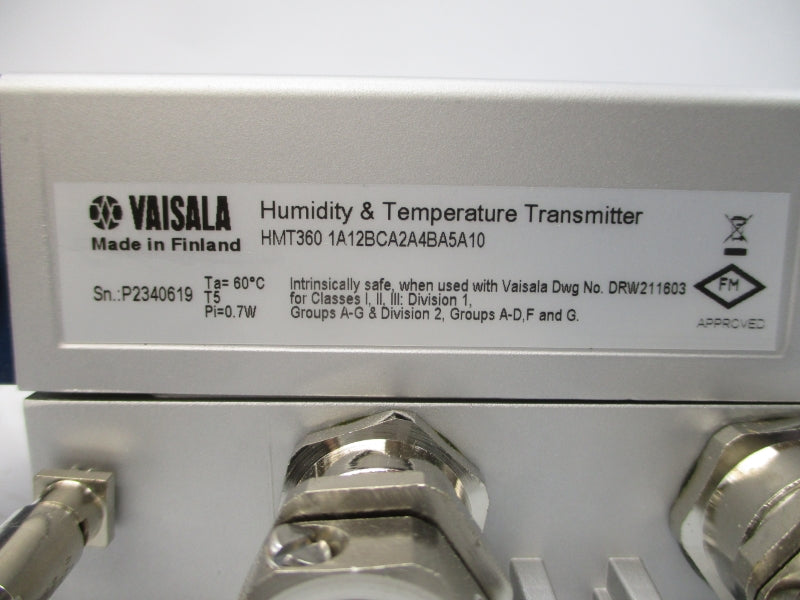 VAISALA
Made in Finland
Humidity & Temperature Transmitter
HMT360 1A12BCA2A4BA5A10
Sn.:P2340619
Ta= 60°C
T5
Pi=0.7W
Intrinsically safe, when used with Vaisala Dwg No. DRW211603
for Classes I, II, III: Division 1,
Groups A-G & Division 2, Groups A-D,F and G.
FM
APPROVED